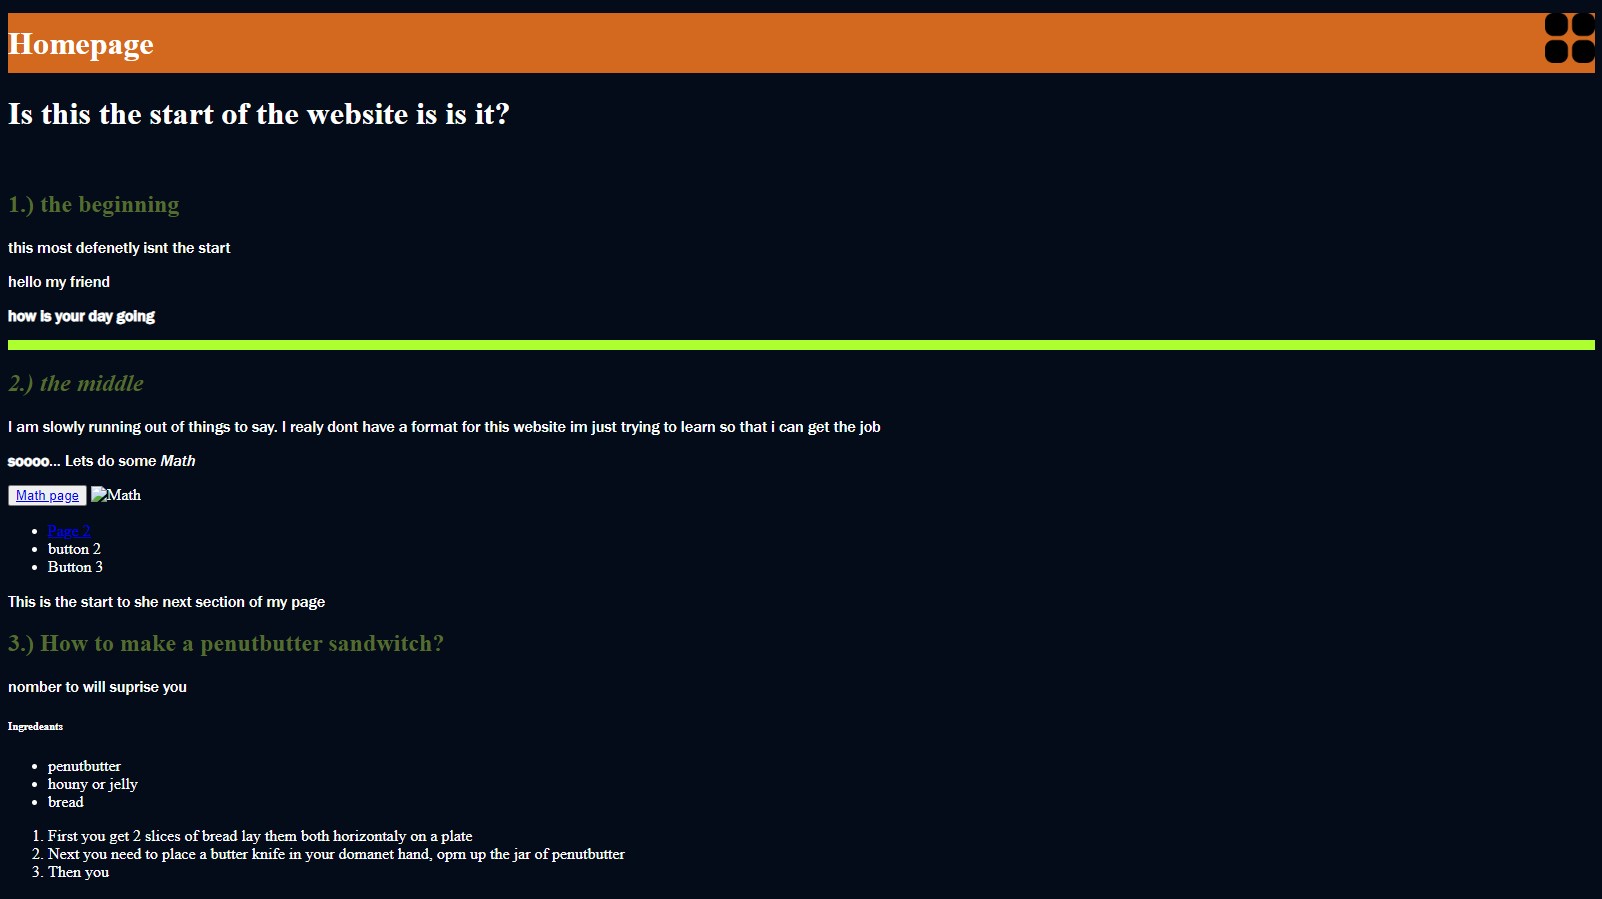 Homepage
Is this the start of the website is is it?
1.) the beginning
this most defenetly isnt the start
hello my friend
how is your day going
2.) the middle
I am slowly running out of things to say. I realy dont have a format for this website im just trying to learn so that i can get the job
soooo... Lets do some Math
Math page Math
Page 2
button 2
Button 3
This is the start to she next section of my page
3.) How to make a penutbutter sandwitch?
nomber to will suprise you
Ingredeants
penutbutter
houny or jelly
bread
1. First you get 2 slices of bread lay them both horizontaly on a plate
2. Next you need to place a butter knife in your domanet hand, oprn up the jar of penutbutter
3. Then you